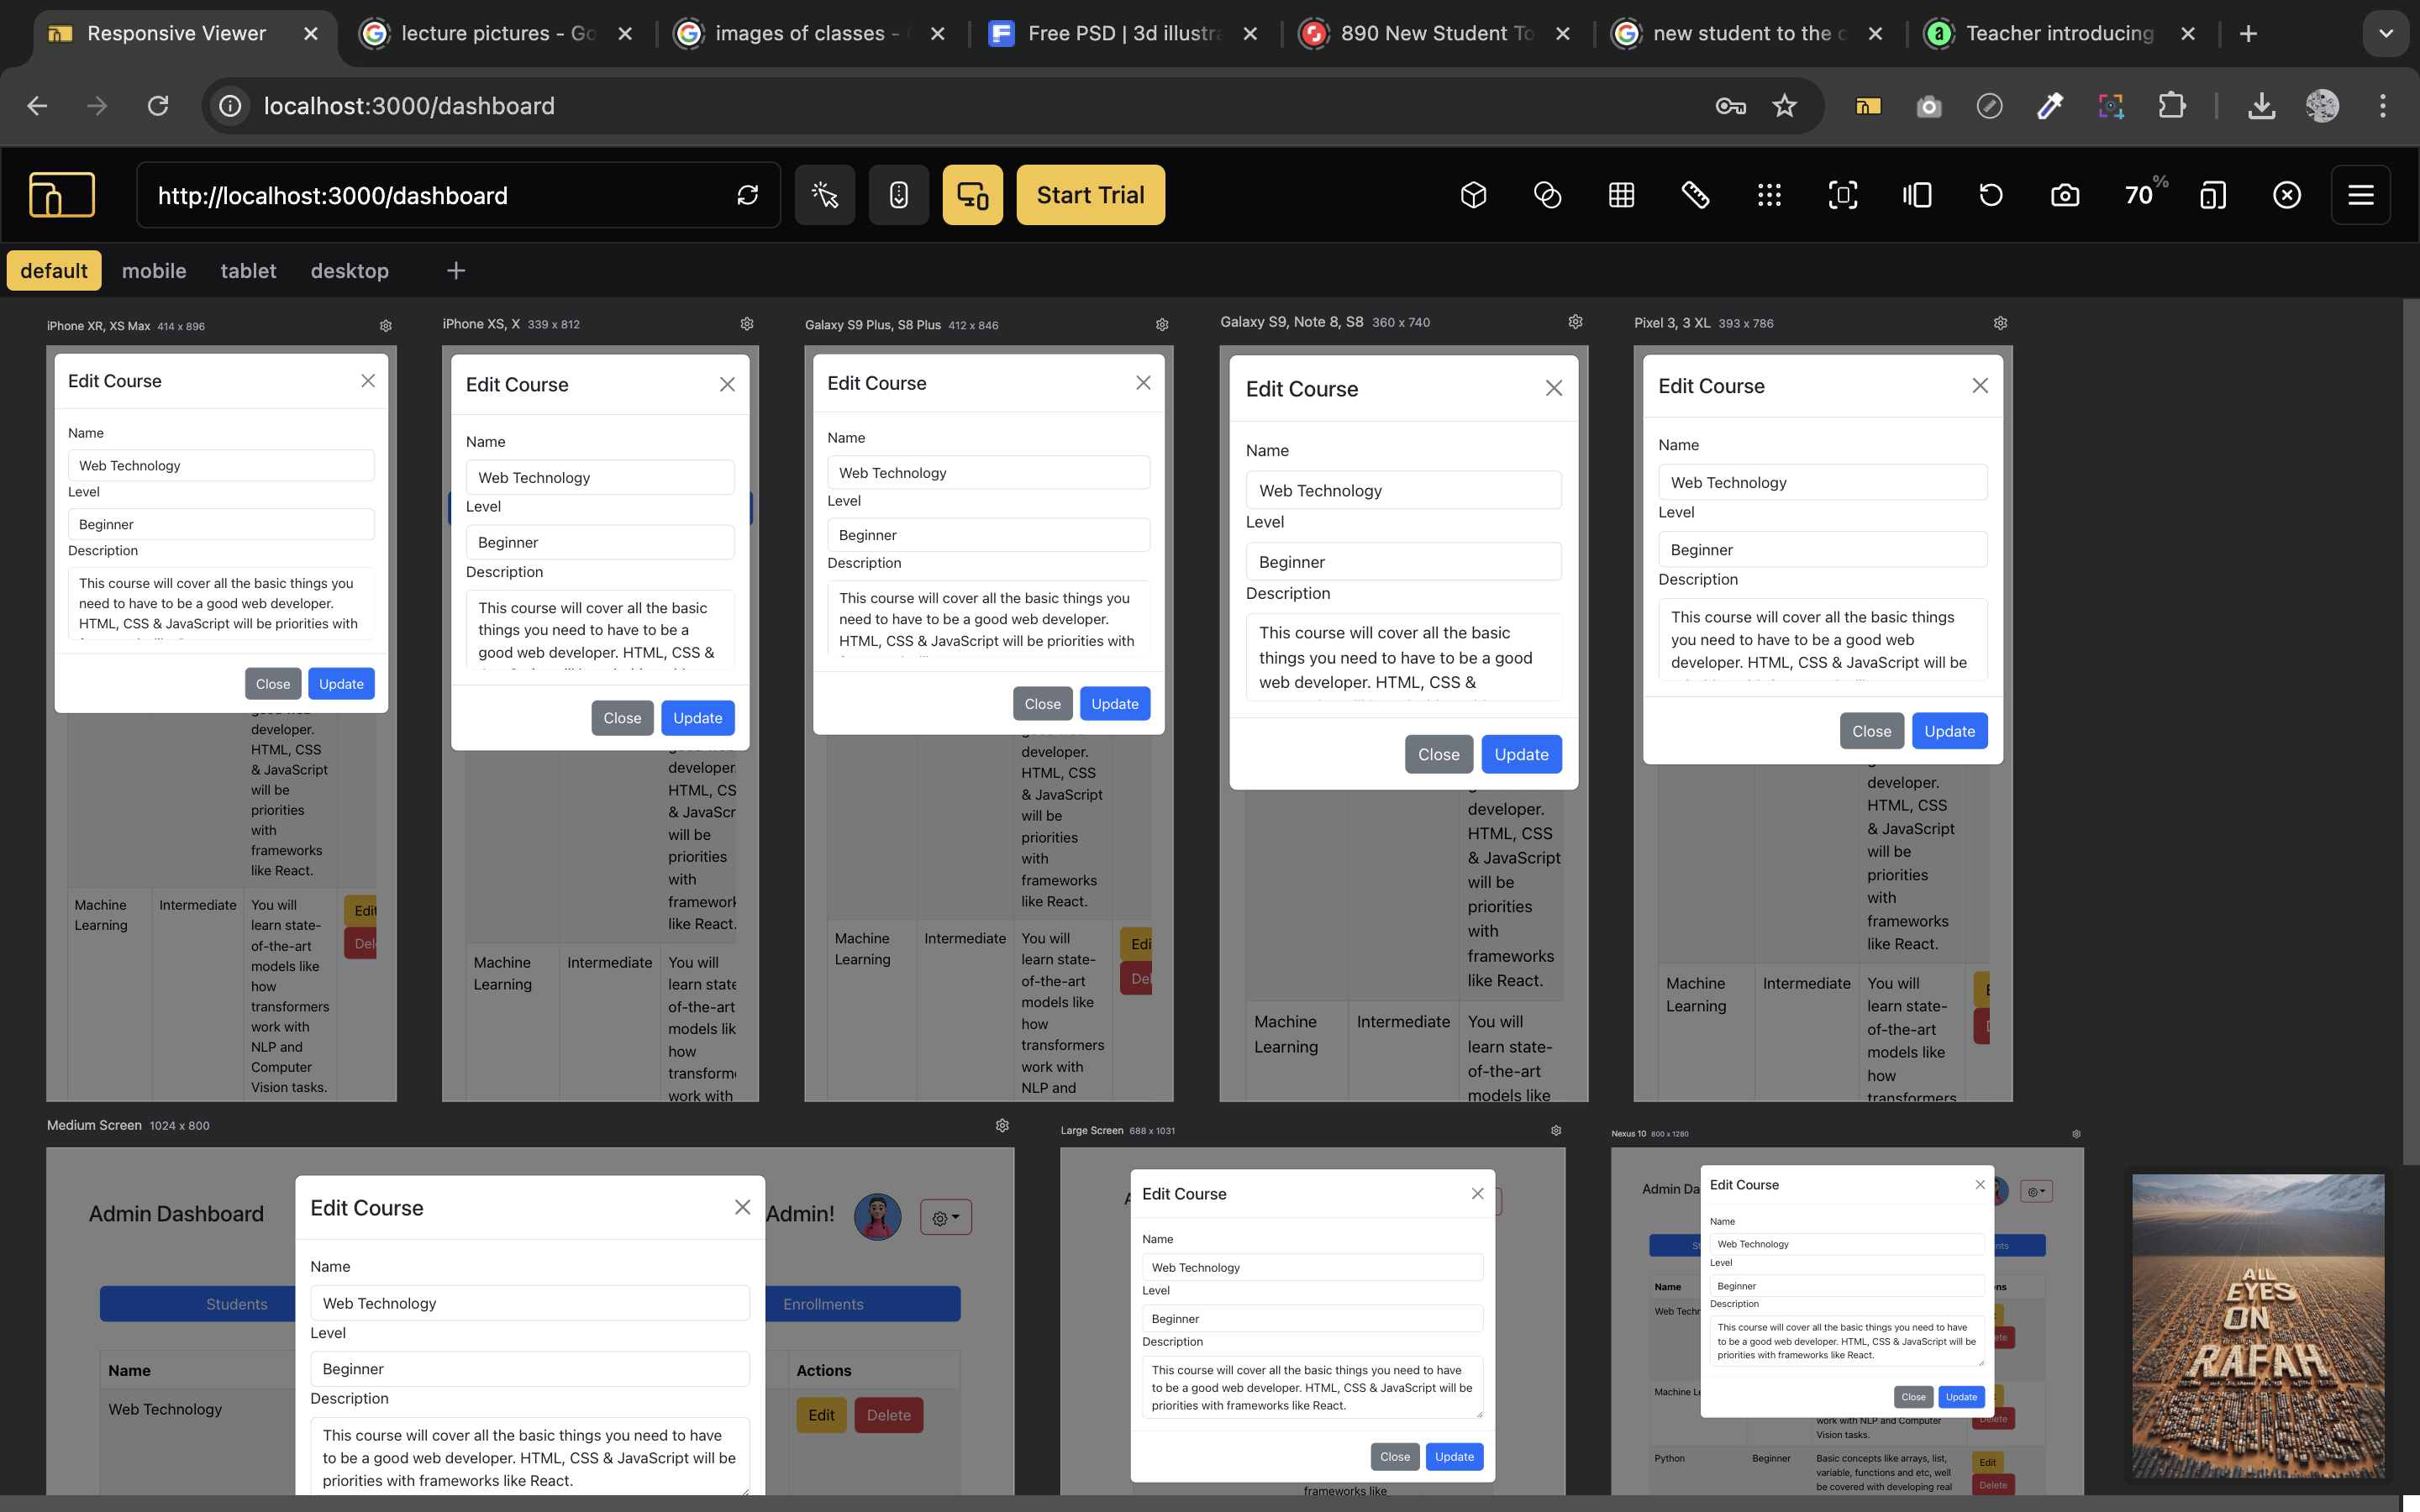 Responsive Viewer
lecture pictures - Go
images of classes -
Free PSD | 3d illustra
890 New Student To
new student to the c
Teacher introducing
localhost:3000/dashboard
http://localhost:3000/dashboard
Start Trial
70%
default
mobile
tablet
desktop
iPhone XR, XS Max 414 x 896
Edit Course
Name
Web Technology
Level
Beginner
Description
This course will cover all the basic things you
need to have to be a good web developer.
HTML, CSS & JavaScript will be priorities with
Close
Update
developer.
HTML, CSS
& JavaScript
will be
priorities
with
frameworks
like React.
Machine
Learning
Intermediate
You will
learn state-
of-the-art
models like
how
transformers
work with
NLP and
Computer
Vision tasks.
Edit
Del
iPhone XS, X 339 x 812
Edit Course
Name
Web Technology
Level
Beginner
Description
This course will cover all the basic
things you need to have to be a
good web developer. HTML, CSS &
Close
Update
developer.
HTML, CS
& JavaScr
will be
priorities
with
framework
like React.
Machine
Learning
Intermediate
You will
learn state
of-the-art
models lik
how
transform
work with
Galaxy S9 Plus, S8 Plus 412 x 846
Edit Course
Name
Web Technology
Level
Beginner
Description
This course will cover all the basic things you
need to have to be a good web developer.
HTML, CSS & JavaScript will be priorities with
Close
Update
developer.
HTML, CSS
& JavaScript
will be
priorities
with
frameworks
like React.
Machine
Learning
Intermediate
You will
learn state-
of-the-art
models like
how
transformers
work with
NLP and
Edi
Del
Galaxy S9, Note 8, S8 360 x 740
Edit Course
Name
Web Technology
Level
Beginner
Description
This course will cover all the basic
things you need to have to be a good
web developer. HTML, CSS &
Close
Update
developer.
HTML, CSS
& JavaScript
will be
priorities
with
frameworks
like React.
Machine
Learning
Intermediate
You will
learn state-
of-the-art
models like
Pixel 3, 3 XL 393 x 786
Edit Course
Name
Web Technology
Level
Beginner
Description
This course will cover all the basic things
you need to have to be a good web
developer. HTML, CSS & JavaScript will be
Close
Update
developer.
HTML, CSS
& JavaScript
will be
priorities
with
frameworks
like React.
Machine
Learning
Intermediate
You will
learn state-
of-the-art
models like
how
transformers
Medium Screen 1024 x 800
Admin Dashboard
Admin!
Students
Enrollments
Name
Actions
Web Technology
Edit
Delete
Edit Course
Name
Web Technology
Level
Beginner
Description
This course will cover all the basic things you need to have
to be a good web developer. HTML, CSS & JavaScript will be
priorities with frameworks like React.
Large Screen 688 x 1031
Edit Course
Name
Web Technology
Level
Beginner
Description
This course will cover all the basic things you need to have
to be a good web developer. HTML, CSS & JavaScript will be
priorities with frameworks like React.
Close
Update
frameworks like
Nexus 10 800 x 1280
Admin Da
Edit Course
Name
Web Technology
Level
Beginner
Description
This course will cover all the basic things you need to have
to be a good web developer. HTML, CSS & JavaScript will be
priorities with frameworks like React.
Close
Update
St
nts
Name
ons
Web Techn
ete
Machine Le
work with NLP and Computer
Vision tasks.
Delete
Python
Beginner
Basic concepts like arrays, list,
variable, functions and etc, well
be covered with developing real
Edit
Delete
ALL
EYES
ON
RAFAH